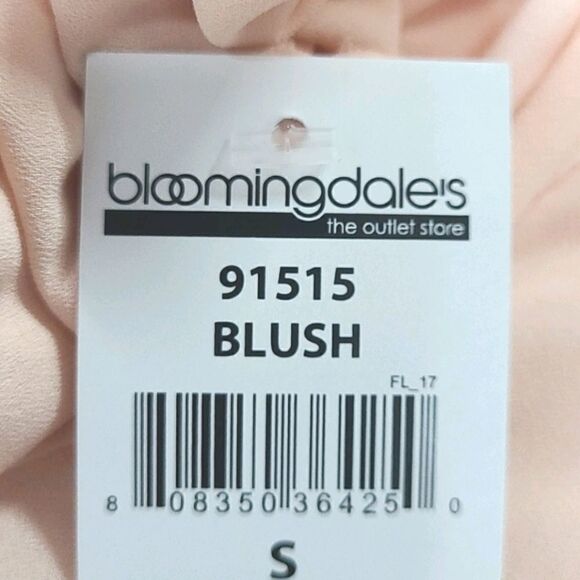 bloomingdale's
the outlet store
91515
BLUSH
FL_17
8 08350 36425 0
S